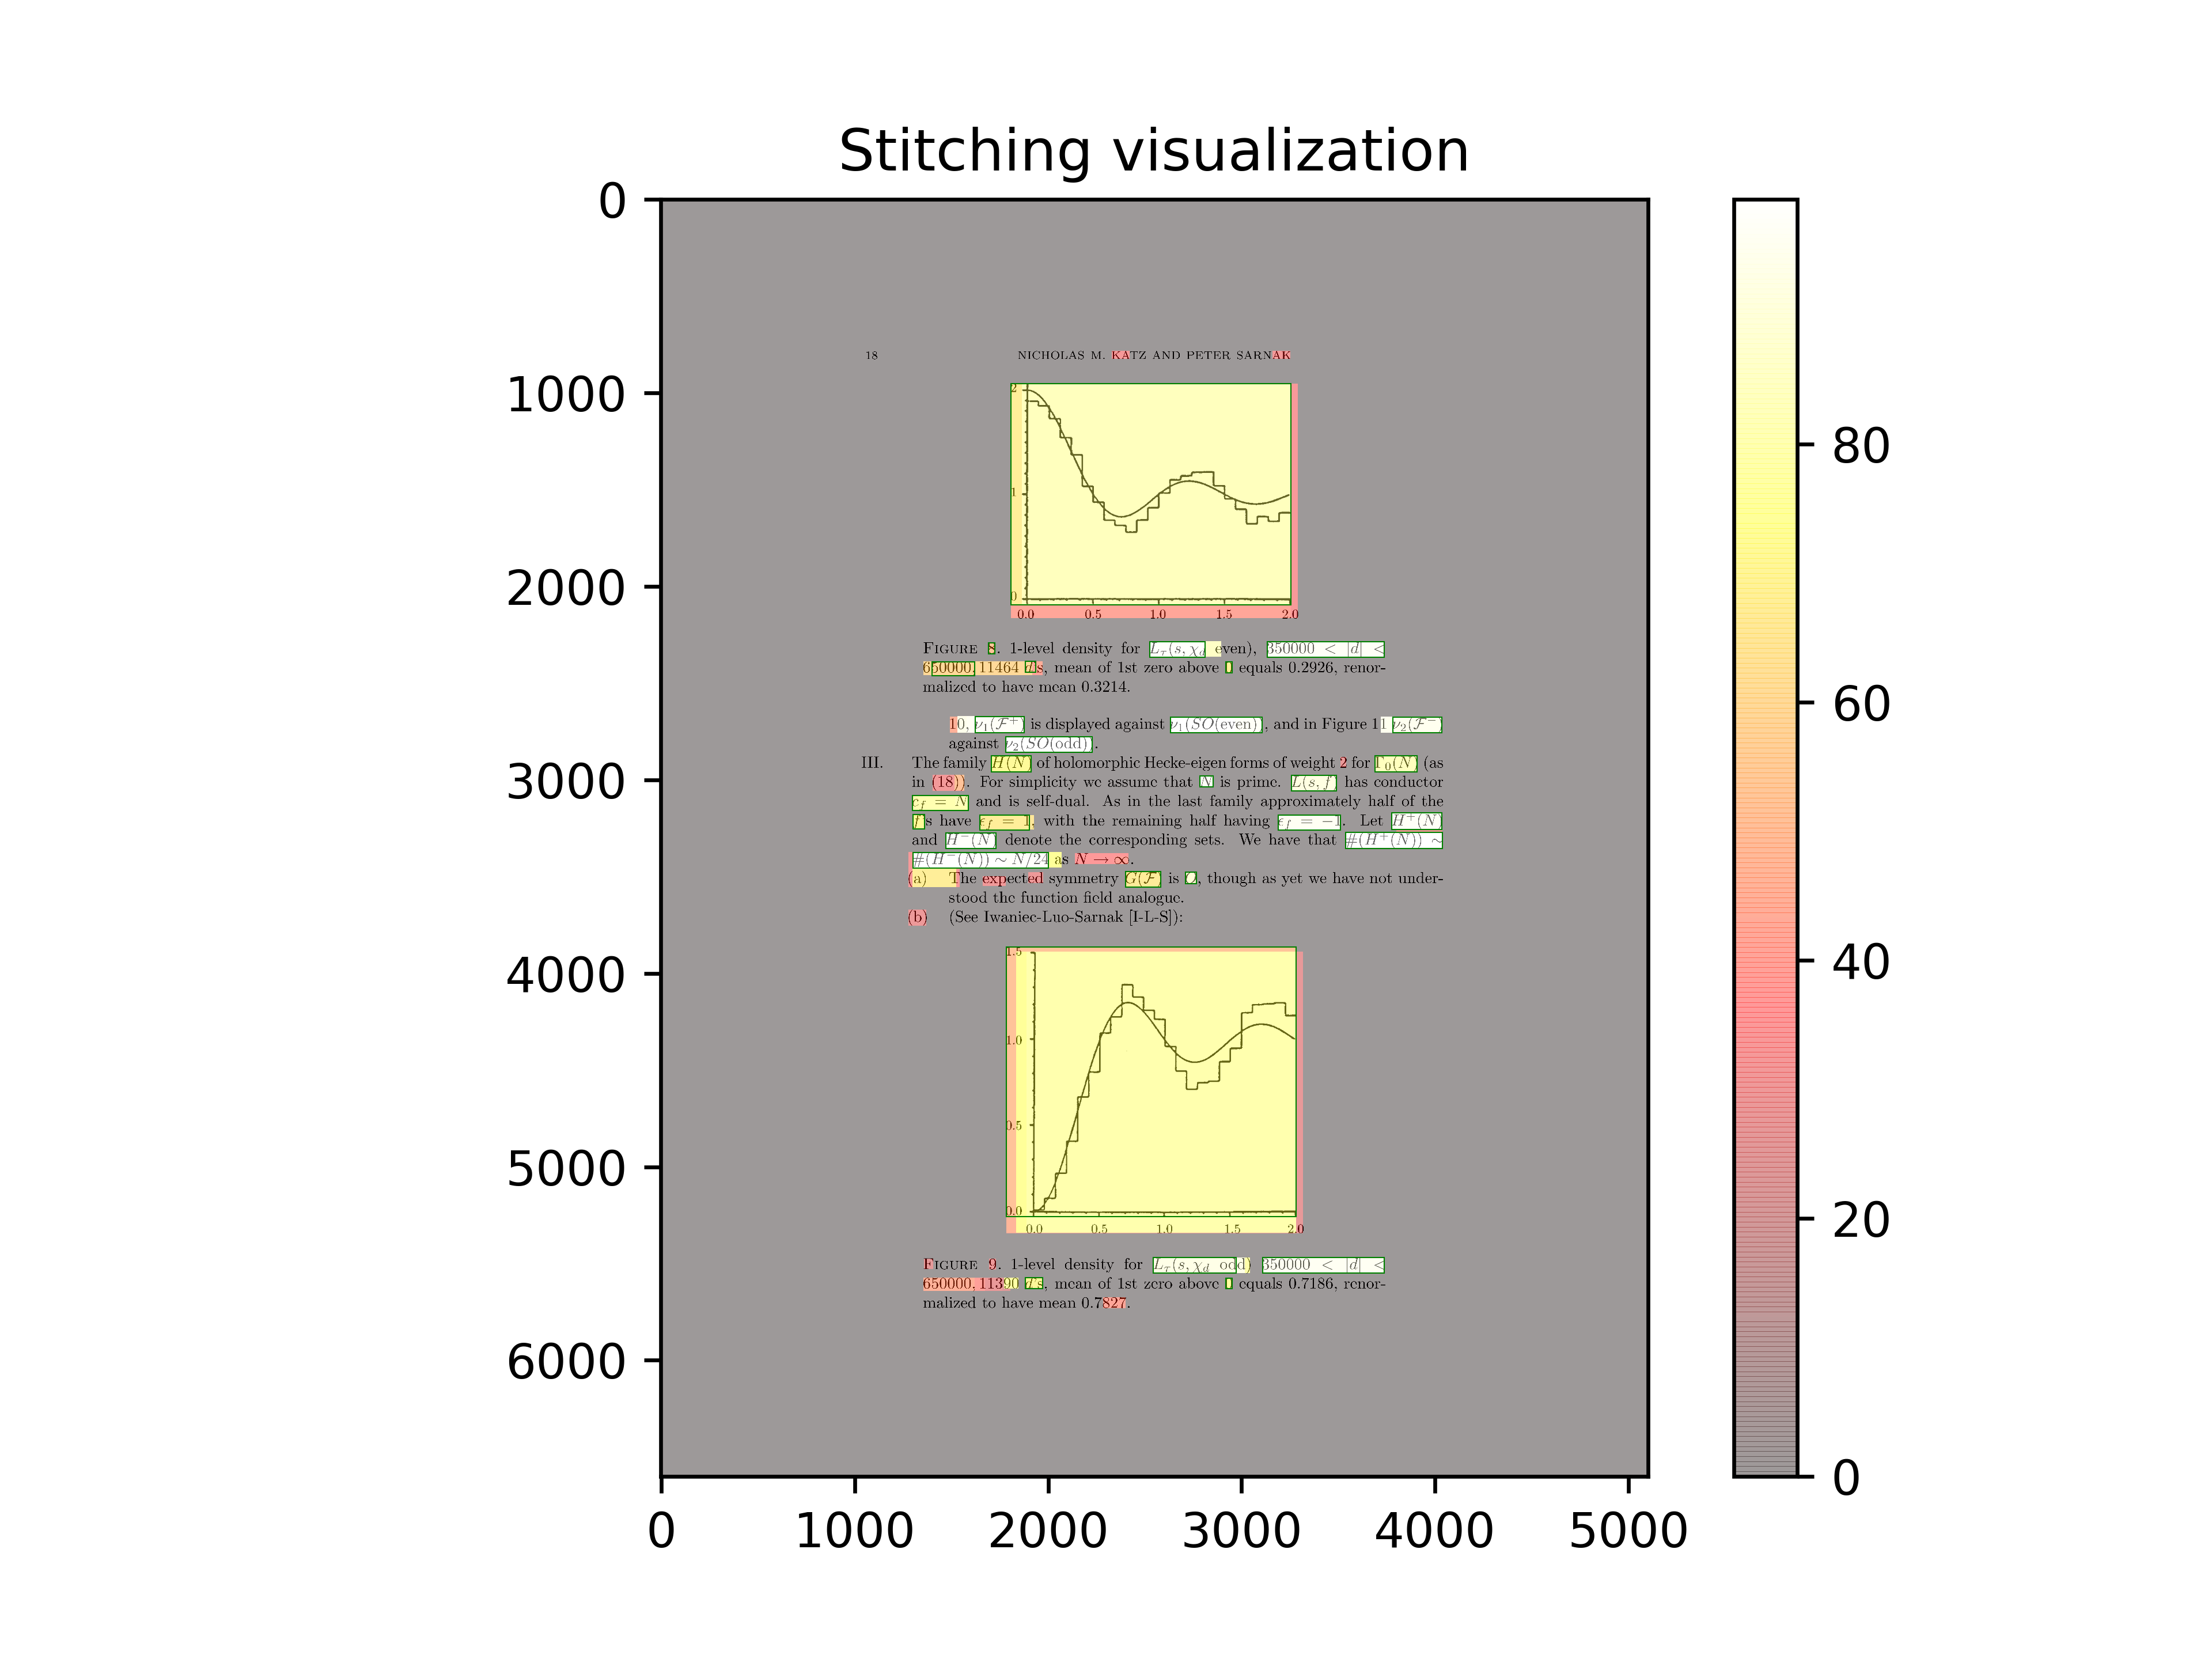 Stitching visualization
0
1000
2000
3000
4000
5000
6000
0 1000 2000 3000 4000 5000
80
60
40
20
0
18 NICHOLAS M. KATZ AND PETER SARNAK
2
1
0
0.0 0.5 1.0 1.5 2.0
FIGURE 8. 1-level density for L_τ(s, χ_d even), 350000 < |d| <
650000, 11464 d's, mean of 1st zero above 0 equals 0.2926, renor-
malized to have mean 0.3214.
10, ν₁(F⁺) is displayed against ν₁(SO(even)), and in Figure 11 ν₂(F⁻)
against ν₂(SO(odd)).
III. The family H(N) of holomorphic Hecke-eigen forms of weight 2 for Γ₀(N) (as
in (18)). For simplicity we assume that N is prime. L(s, f) has conductor
c_f = N and is self-dual. As in the last family approximately half of the
f's have ε_f = 1, with the remaining half having ε_f = −1. Let H⁺(N)
and H⁻(N) denote the corresponding sets. We have that #(H⁺(N)) ∼
#(H⁻(N)) ∼ N/24 as N → ∞.
(a) The expected symmetry G(F) is O, though as yet we have not under-
stood the function field analogue.
(b) (See Iwaniec-Luo-Sarnak [I-L-S]):
1.5
1.0
0.5
0.0
0.0 0.5 1.0 1.5 2.0
FIGURE 9. 1-level density for L_τ(s, χ_d odd) 350000 < |d| <
650000, 11390 d's, mean of 1st zero above 0 equals 0.7186, renor-
malized to have mean 0.7827.